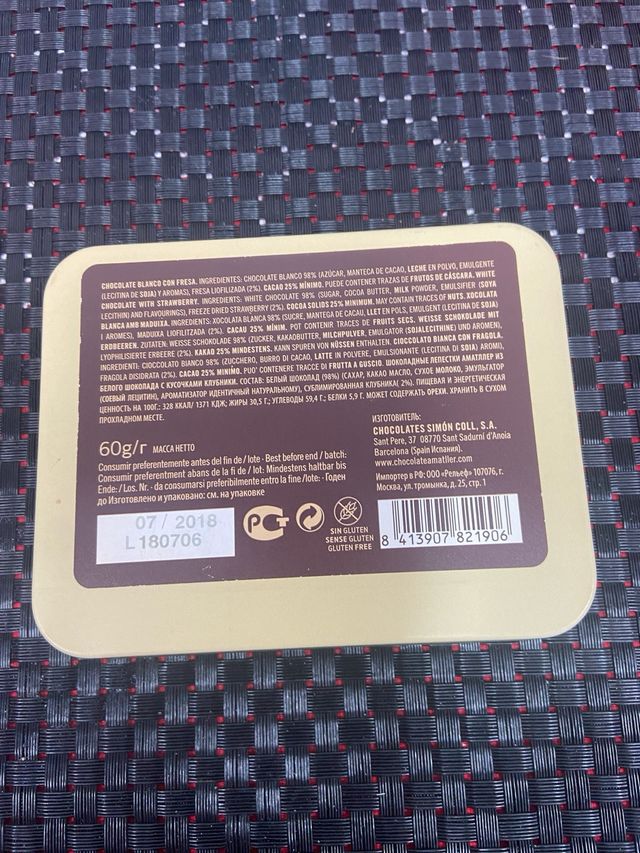 CHOCOLATE BLANCO CON FRESA. INGREDIENTES: CHOCOLATE BLANCO 98% (AZÚCAR, MANTECA DE CACAO, LECHE EN POLVO, EMULGENTE
(LECITINA DE SOJA) Y AROMAS), FRESA LIOFILIZADA (2%). CACAO 25% MÍNIMO. PUEDE CONTENER TRAZAS DE FRUTOS DE CÁSCARA. WHITE
CHOCOLATE WITH STRAWBERRY. INGREDIENTS: WHITE CHOCOLATE 98% (SUGAR, COCOA BUTTER, MILK POWDER, EMULSIFIER (SOYA
LECITHIN) AND FLAVOURINGS), FREEZE DRIED STRAWBERRY (2%). COCOA SOLIDS 25% MINIMUM. MAY CONTAIN TRACES OF NUTS. XOCOLATA
BLANCA AMB MADUIXA. INGREDIENTS: XOCOLATA BLANCA 98% (SUCRE, MANTEGA DE CACAU, LLET EN POLS, EMULGENT (LECITINA DE SOJA)
I AROMES), MADUIXA LIOFILITZADA (2%). CACAU 25% MÍNIM. POT CONTENIR TRACES DE FRUITS SECS. WEISSE SCHOKOLADE MIT
ERDBEEREN. ZUTATEN: WEISSE SCHOKOLADE 98% (ZUCKER, KAKAOBUTTER, MILCHPULVER, EMULGATOR (SOJALECITHINE) UND AROMEN),
LYOPHILISIERTE ERBEERE (2%). KAKAO 25% MINDESTENS. KANN SPUREN VON NÜSSEN ENTHALTEN. CIOCCOLATO BIANCO CON FRAGOLA.
INGREDIENTI: CIOCCOLATO BIANCO 98% (ZUCCHERO, BURRO DI CACAO, LATTE IN POLVERE, EMULSIONANTE (LECITINA DI SOIA) AROMI),
FRAGOLA DISIDRATATA (2%). CACAO 25% MINIMO. PUO' CONTENERE TRACCE DI FRUTTA A GUSCIO. ШОКОЛАДНЫЕ ЛЕПЕСТКИ АМАТЛЛЕР ИЗ
БЕЛОГО ШОКОЛАДА С КУСОЧКАМИ КЛУБНИКИ. СОСТАВ: БЕЛЫЙ ШОКОЛАД (98%) (САХАР, КАКАО МАСЛО, СУХОЕ МОЛОКО, ЭМУЛЬГАТОР
(СОЕВЫЙ ЛЕЦИТИН), АРОМАТИЗАТОР ИДЕНТИЧНЫЙ НАТУРАЛЬНОМУ), СУБЛИМИРОВАННАЯ КЛУБНИКА( 2%). ПИЩЕВАЯ И ЭНЕРГЕТИЧЕСКАЯ
ЦЕННОСТЬ НА 100Г.: 328 ККАЛ/ 1371 КДЖ; ЖИРЫ 30,5 Г.; УГЛЕВОДЫ 59,4 Г.; БЕЛКИ 5,9 Г. МОЖЕТ СОДЕРЖАТЬ ОРЕХИ. ХРАНИТЬ В СУХОМ
ПРОХЛАДНОМ МЕСТЕ.
60g/г МАССА НЕТТО
Consumir preferentemente antes del fin de / lote · Best before end / batch:
Consumir preferentment abans de la fi de / lot: Mindestens haltbar bis
Ende: /Los. Nr. · da consumarsi preferibilmente entro la fine/lote: · Годен
до Изготовлено и упаковано: см. на упаковке
07 / 2018
L 180706
РСТ
SIN GLUTEN
SENSE GLUTEN
GLUTEN FREE
ИЗГОТОВИТЕЛЬ:
CHOCOLATES SIMÓN COLL, S.A.
Sant Pere, 37 08770 Sant Sadurní d'Anoia
Barcelona (Spain Испания).
www.chocolateamatller.com
Импортер в РФ: ООО «Рельеф» 107076, г.
Москва, ул. тромынка, д. 25, стр. 1
8 413907 821906